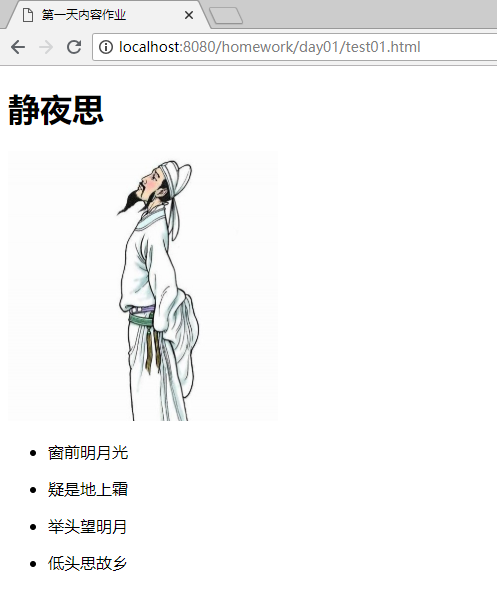 第一天内容作业
localhost:8080/homework/day01/test01.html
静夜思
窗前明月光
疑是地上霜
举头望明月
低头思故乡